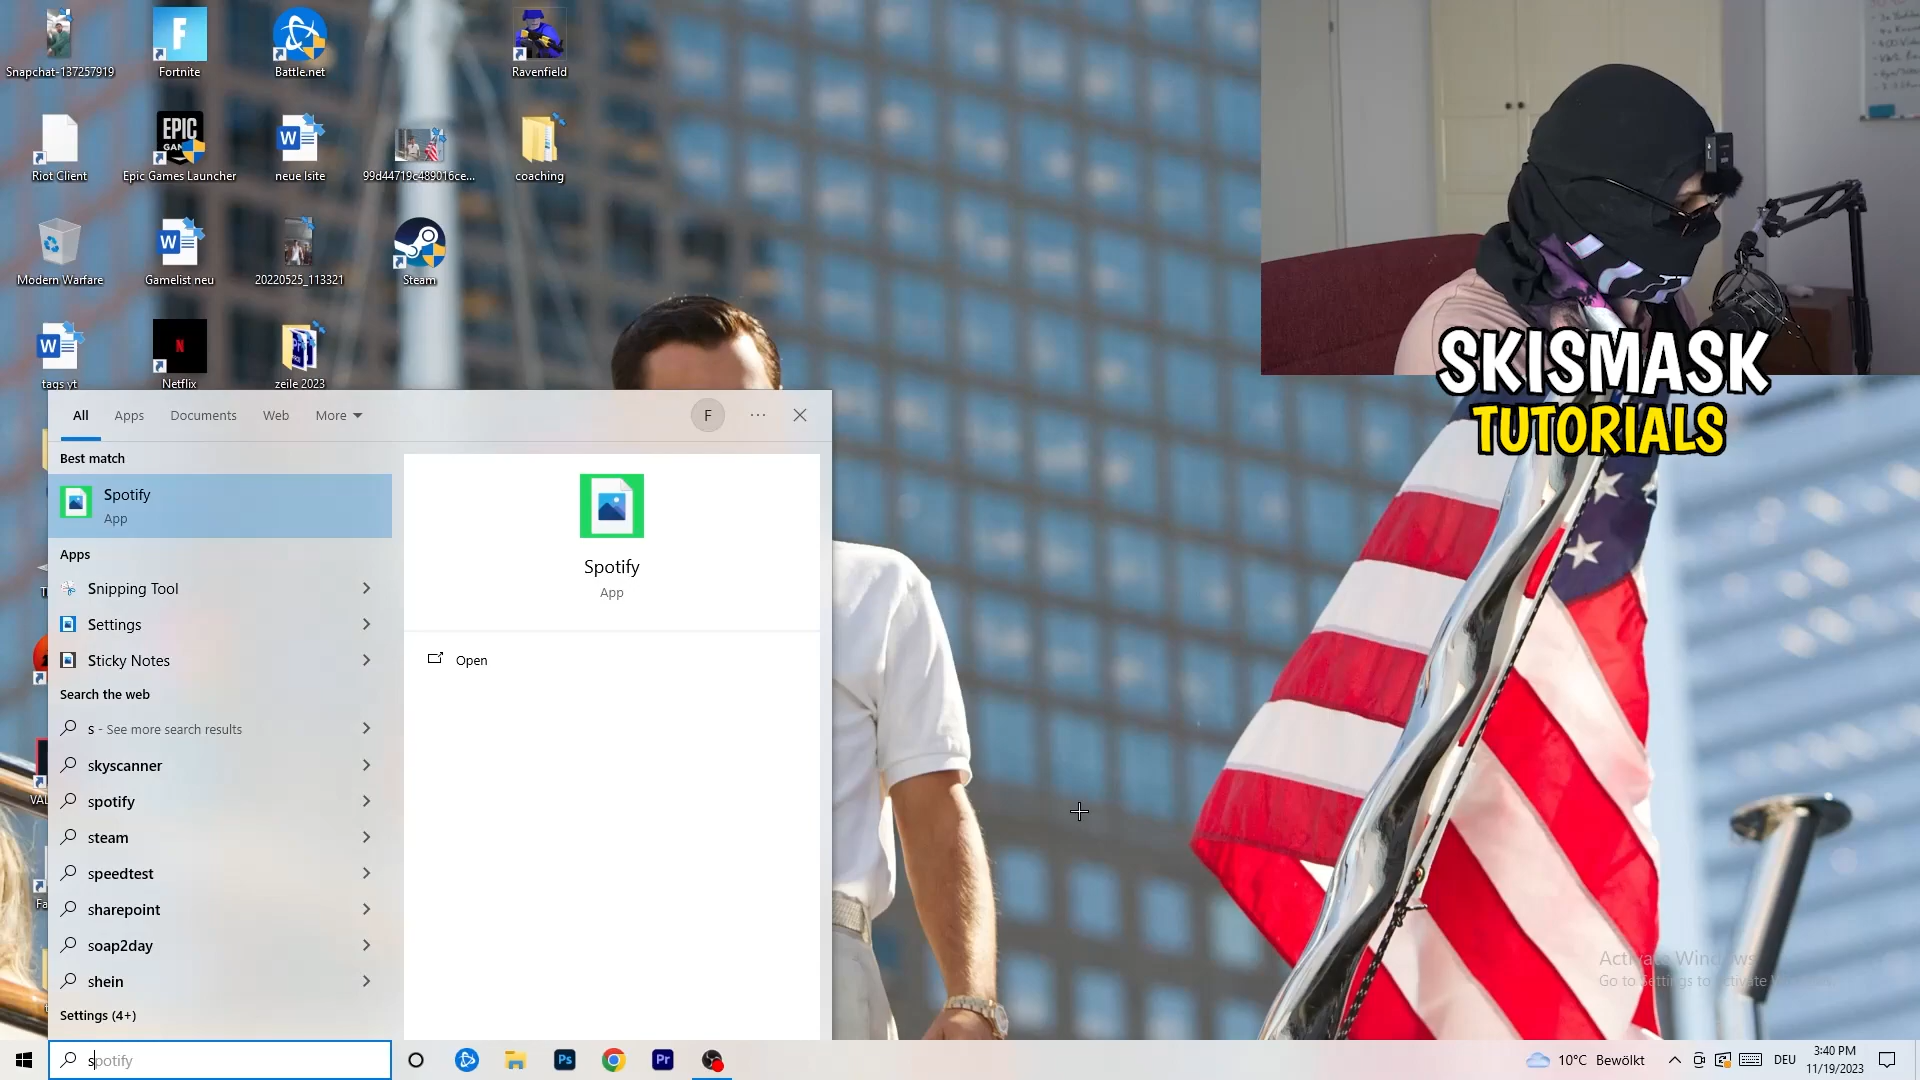 Snapchat-137257919
Fortnite
Battle.net
Ravenfield
EPIC
Riot Client
Epic Games Launcher
neue lsite
99d44719c489016ce...
coaching
Modern Warfare
Gamelist neu
20220525_113321
Steam
tags yt
Netflix
zeile 2023
SKISMASK
TUTORIALS
All
Apps
Documents
Web
More
F
Best match
Spotify
App
Spotify
App
Open
Apps
Snipping Tool
Settings
Sticky Notes
Search the web
s - See more search results
skyscanner
spotify
steam
speedtest
sharepoint
soap2day
shein
Settings (4+)
spotify
Ps
Pr
Activate Windows
Go to Settings to Activate
10°C Bewölkt
DEU
3:40 PM
11/19/2023